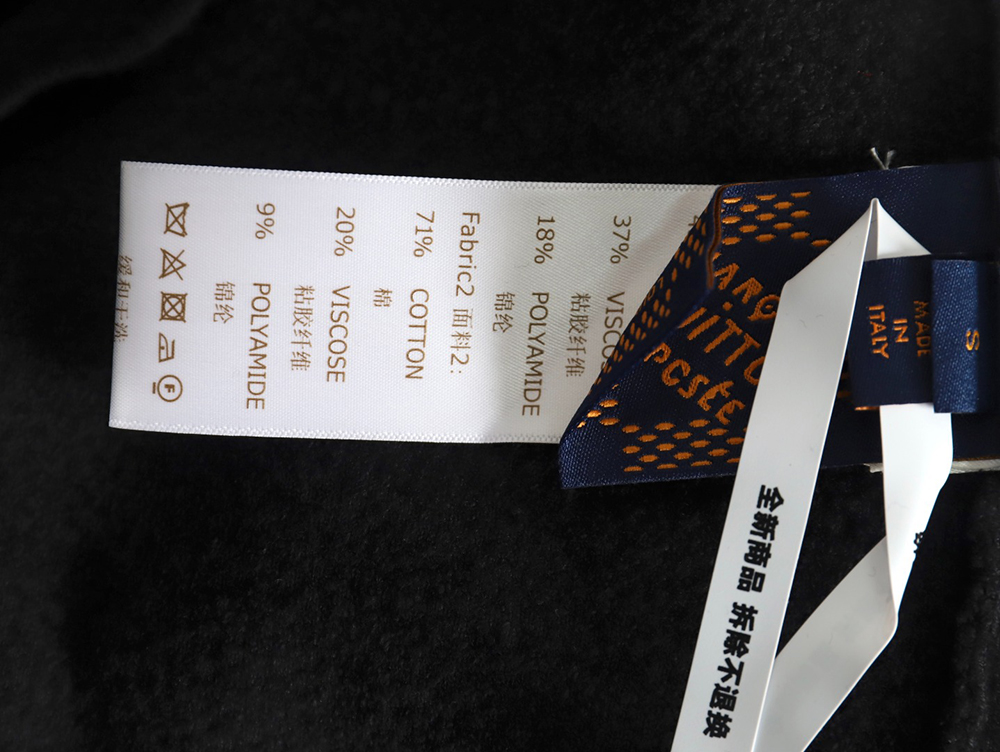 S
MADE
IN
ITALY
37%
粘胶纤维
18% POLYAMIDE
锦纶
Fabric2 面料2:
71% COTTON
棉
20% VISCOSE
粘胶纤维
9% POLYAMIDE
锦纶
F
全新商品 拆除不退换